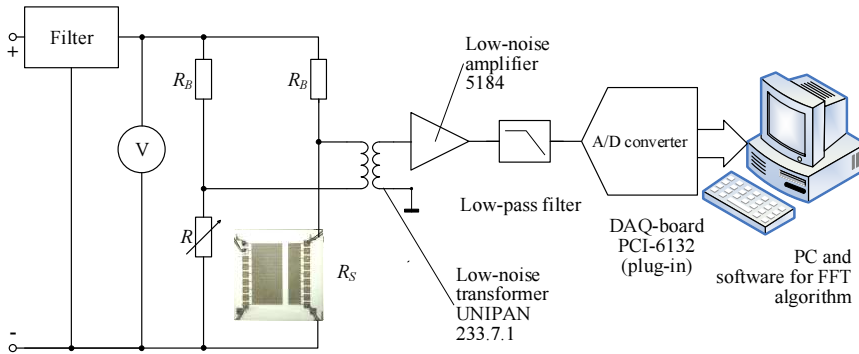 Filter
+
-
R_B
R_B
V
R
R_S
Low-noise
amplifier
5184
Low-pass filter
Low-noise
transformer
UNIPAN
233.7.1
A/D converter
DAQ-board
PCI-6132
(plug-in)
PC and
software for FFT
algorithm